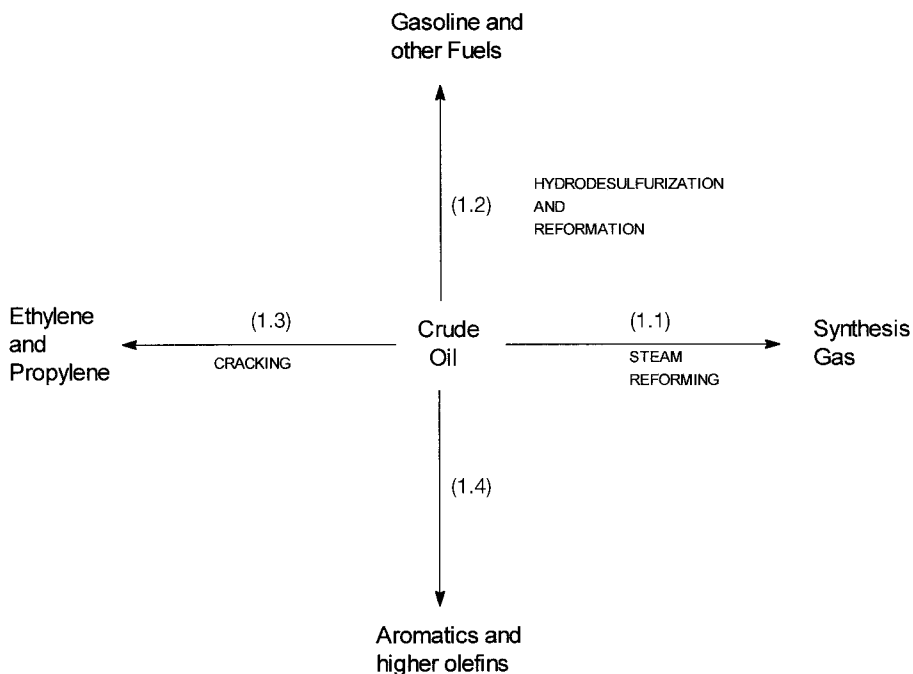 Gasoline and
other Fuels
(1.2)
HYDRODESULFURIZATION
AND
REFORMATION
Ethylene
and
Propylene
(1.3)
CRACKING
Crude
Oil
(1.1)
STEAM
REFORMING
Synthesis
Gas
(1.4)
Aromatics and
higher olefins